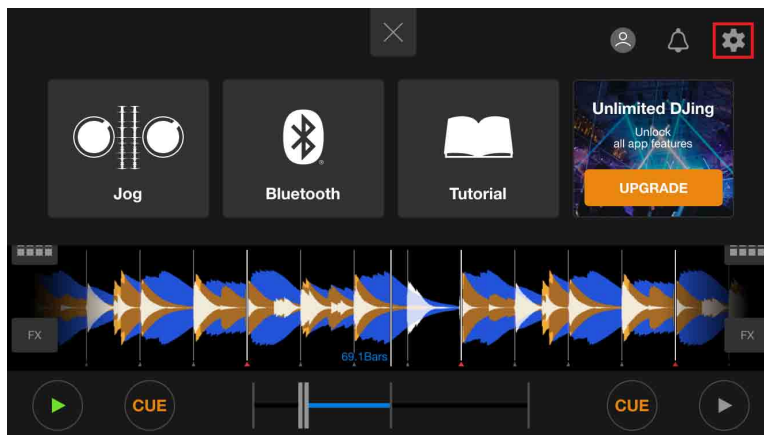 Jog
Bluetooth
Tutorial
Unlimited DJing
Unlock
all app features
UPGRADE
FX
69.1Bars
FX
CUE
CUE